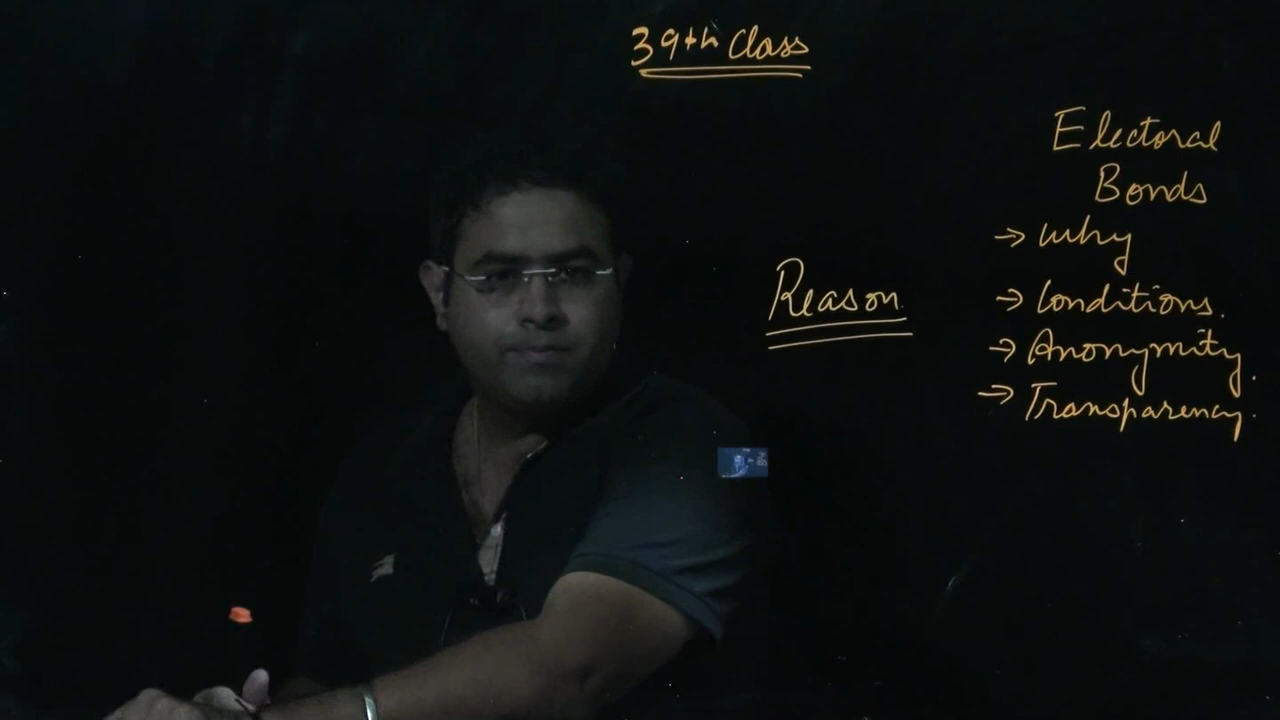 39th Class
Electoral
Bonds
→ Why
Reason
→ Conditions.
→ Anonymity.
→ Transparency.